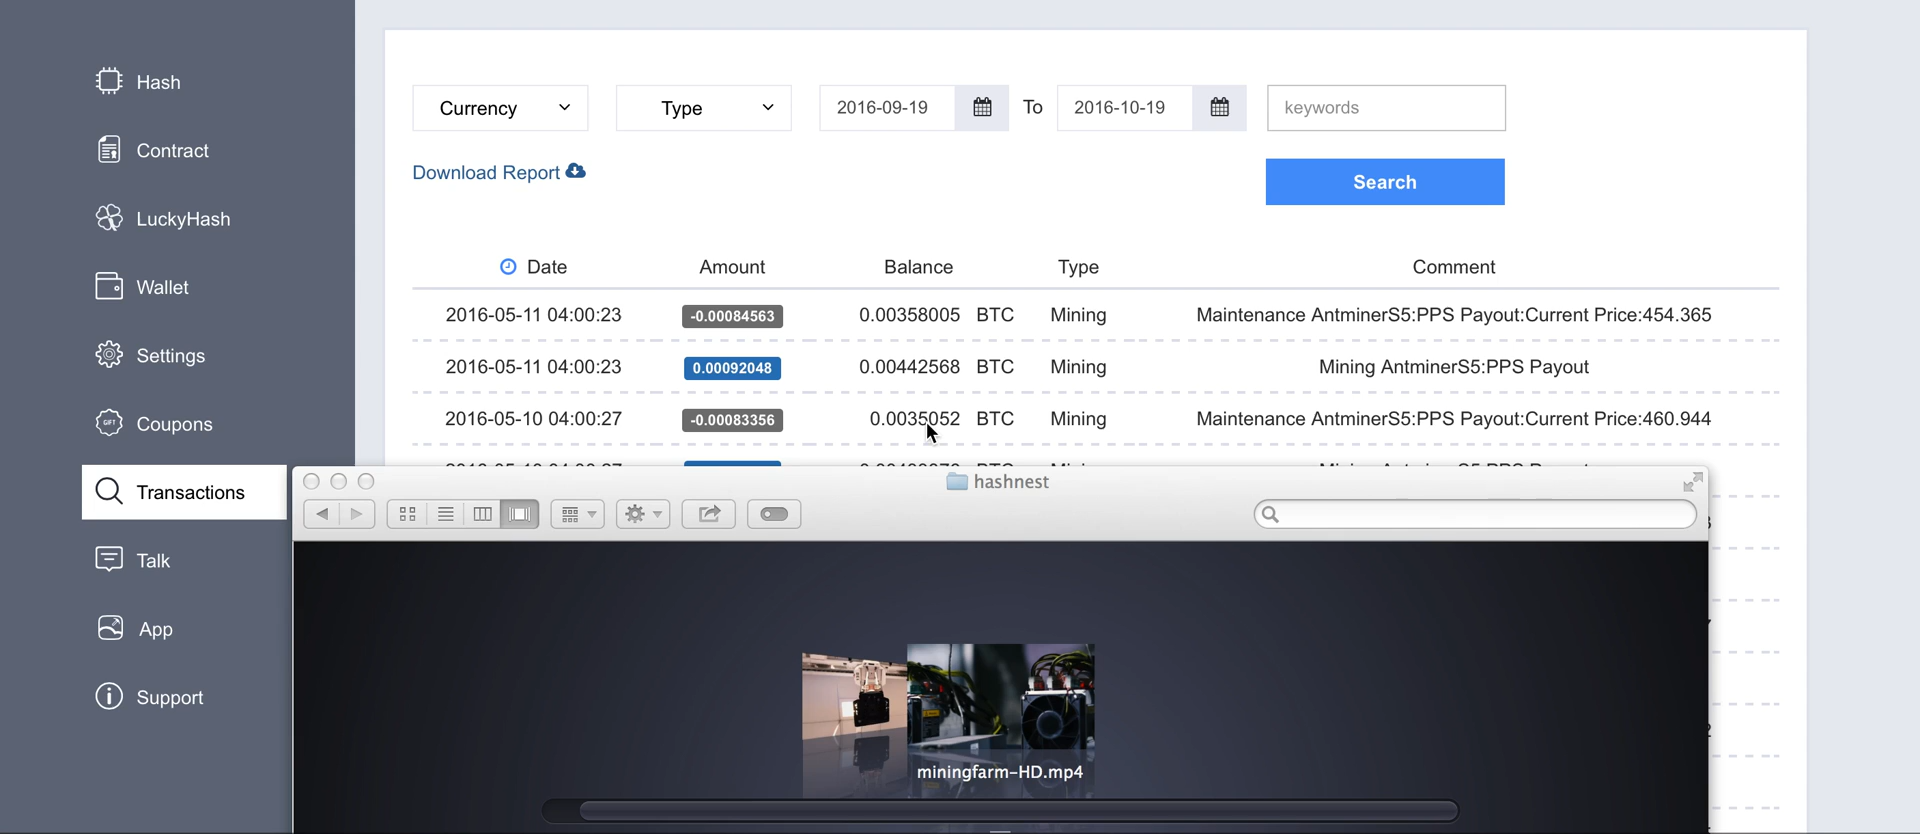 Hash
Contract
LuckyHash
Wallet
Settings
GIFT Coupons
Transactions
Talk
App
Support
Currency Type 2016-09-19 To 2016-10-19 keywords
Download Report
Search
Date Amount Balance Type Comment
2016-05-11 04:00:23 -0.00084563 0.00358005 BTC Mining Maintenance AntminerS5:PPS Payout:Current Price:454.365
2016-05-11 04:00:23 0.00092048 0.00442568 BTC Mining Mining AntminerS5:PPS Payout
2016-05-10 04:00:27 -0.00083356 0.0035052 BTC Mining Maintenance AntminerS5:PPS Payout:Current Price:460.944
hashnest
miningfarm-HD.mp4